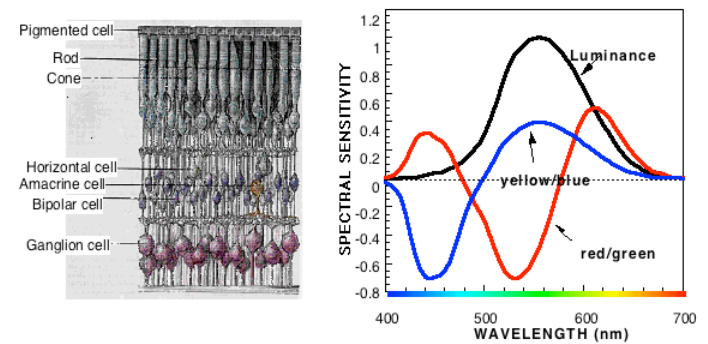 Pigmented cell
Rod
Cone
Horizontal cell
Amacrine cell
Bipolar cell
Ganglion cell
SPECTRAL SENSITIVITY
1.2
1
0.8
0.6
0.4
0.2
0
-0.2
-0.4
-0.6
-0.8
Luminance
yellow/blue
red/green
400
500
600
700
WAVELENGTH (nm)